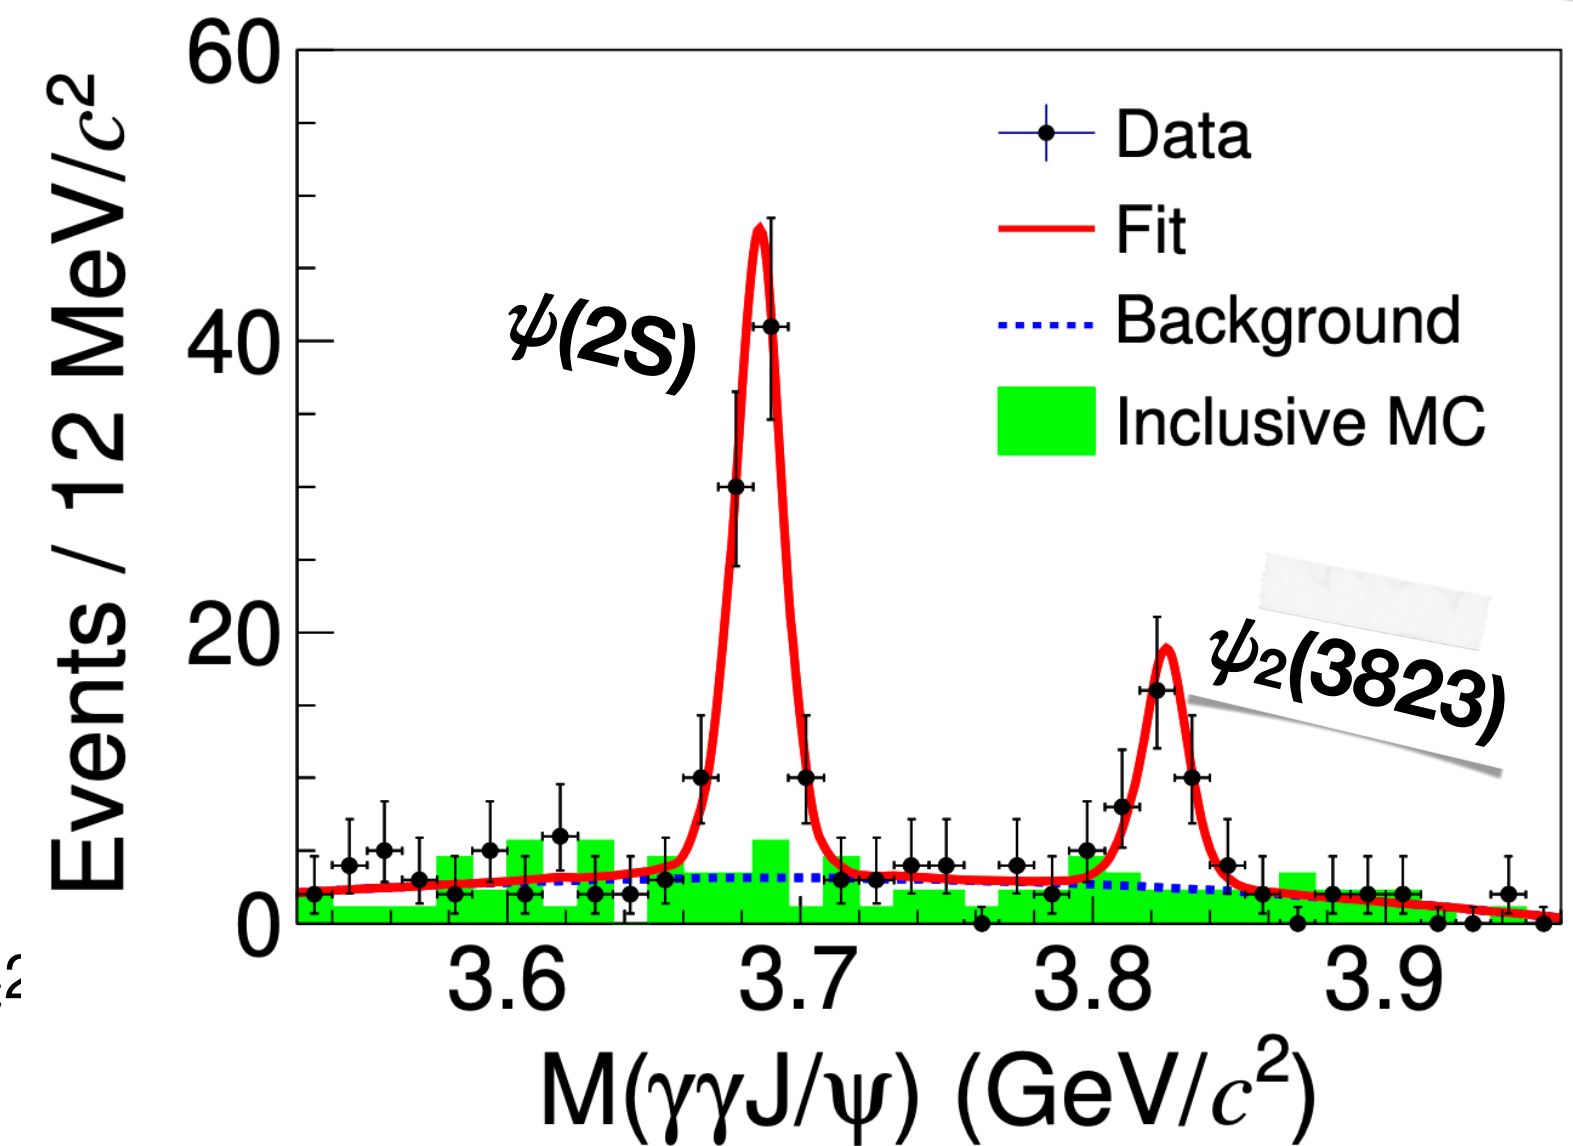 Events / 12 MeV/c²
60
40
20
0
Data
Fit
Background
Inclusive MC
ψ(2S)
ψ₂(3823)
3.6 3.7 3.8 3.9
M(γγJ/ψ) (GeV/c²)
2